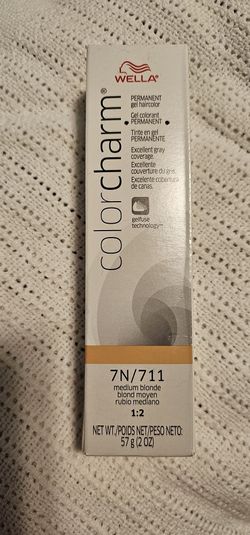 WELLA
colorcharm®
PERMANENT
gel haircolor
Gel colorant
PERMANENT
Tinte en gel
PERMANENTE
Excellent gray
coverage.
Excellente
couverture du gris.
Excelente cobertura
de canas.
gelfuse
technology™
7N/711
medium blonde
blond moyen
rubio mediano
1:2
NET WT./POIDS NET/PESO NETO:
57 g (2 OZ)